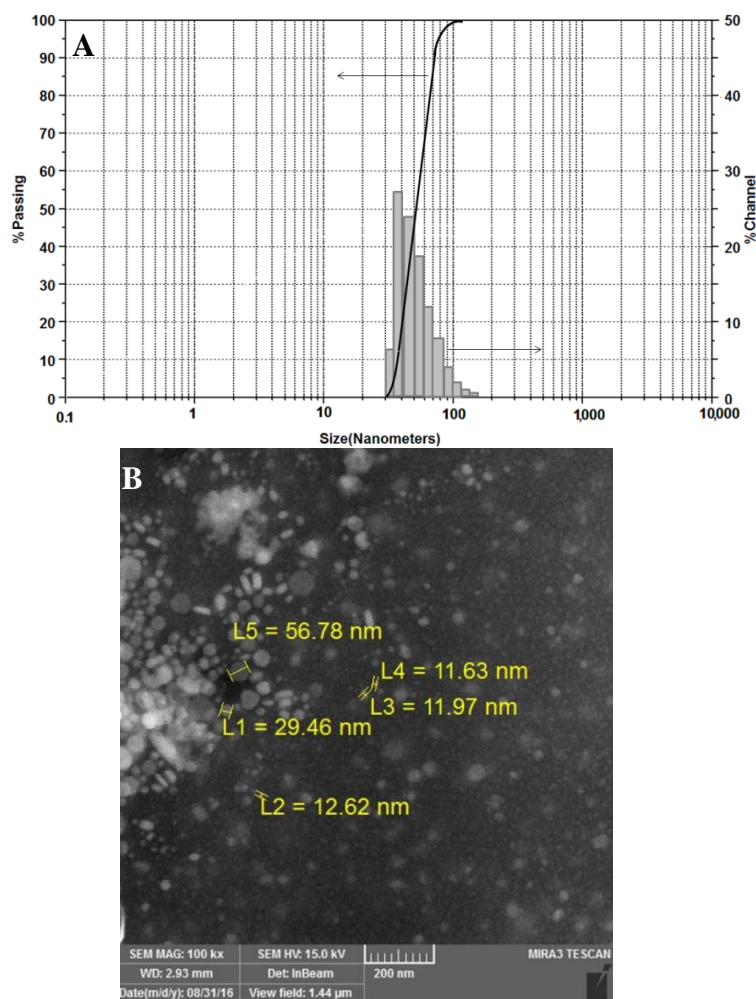 A
100
90
80
70
60
50
40
30
20
10
0
%Passing
50
40
30
20
10
0
%Channel
0.1 1 10 100 1,000 10,000
Size(Nanometers)
B
L5 = 56.78 nm
L4 = 11.63 nm
L3 = 11.97 nm
L1 = 29.46 nm
L2 = 12.62 nm
SEM MAG: 100 kx SEM HV: 15.0 kV MIRA3 TESCAN
WD: 2.93 mm Det: InBeam 200 nm
Date(m/d/y): 08/31/16 View field: 1.44 µm